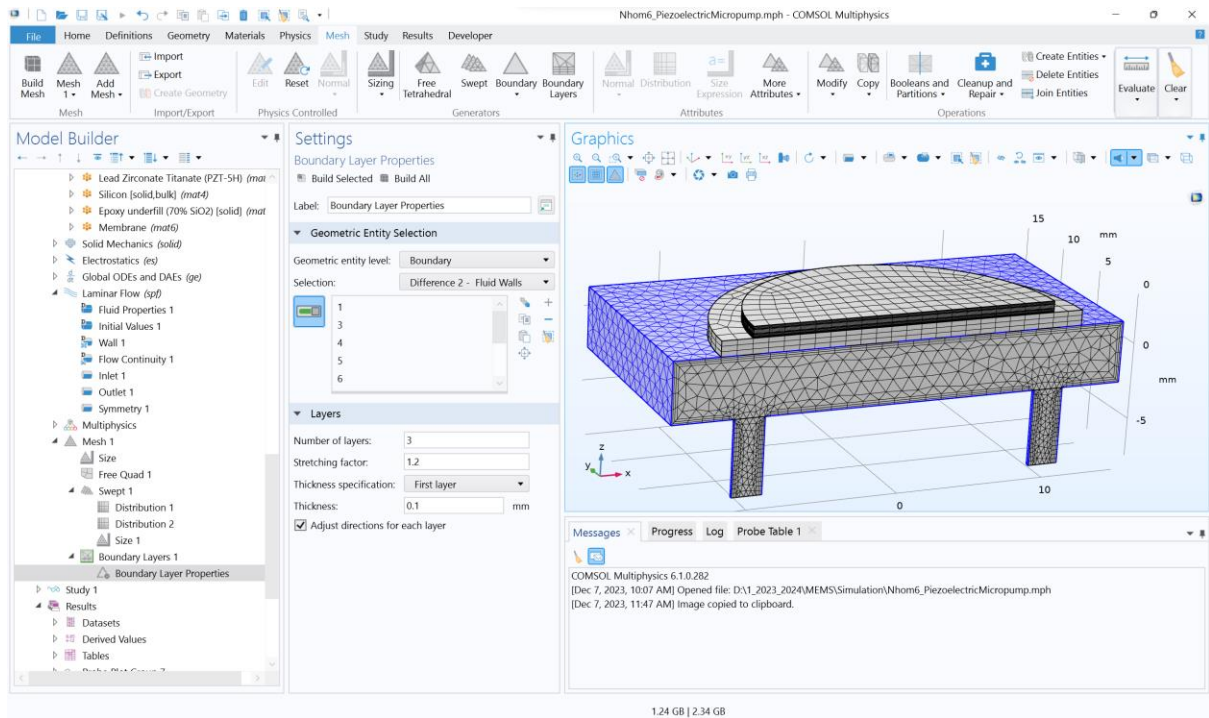 Nhom6_PiezoelectricMicropump.mph - COMSOL Multiphysics
File Home Definitions Geometry Materials Physics Mesh Study Results Developer
Build Mesh
Mesh 1
Add Mesh
Mesh
Import
Export
Create Geometry
Import/Export
Edit
Reset
Normal
Physics Controlled
Sizing
Free Tetrahedral
Swept
Boundary
Boundary Layers
Generators
Normal
Distribution
Size Expression
More Attributes
Attributes
Modify
Copy
Booleans and Partitions
Cleanup and Repair
Create Entities
Delete Entities
Join Entities
Operations
Evaluate
Clear
Model Builder
Lead Zirconate Titanate (PZT-5H) (mat
Silicon [solid,bulk] (mat4)
Epoxy underfill (70% SiO2) [solid] (mat
Membrane (mat6)
Solid Mechanics (solid)
Electrostatics (es)
Global ODEs and DAEs (ge)
Laminar Flow (spf)
Fluid Properties 1
Initial Values 1
Wall 1
Flow Continuity 1
Inlet 1
Outlet 1
Symmetry 1
Multiphysics
Mesh 1
Size
Free Quad 1
Swept 1
Distribution 1
Distribution 2
Size 1
Boundary Layers 1
Boundary Layer Properties
Study 1
Results
Datasets
Derived Values
Tables
Settings
Boundary Layer Properties
Build Selected Build All
Label: Boundary Layer Properties
Geometric Entity Selection
Geometric entity level: Boundary
Selection: Difference 2 - Fluid Walls
1
3
4
5
6
Layers
Number of layers: 3
Stretching factor: 1.2
Thickness specification: First layer
Thickness: 0.1 mm
Adjust directions for each layer
Graphics
15
10
mm
5
0
0
mm
-5
10
0
z
y
x
Messages Progress Log Probe Table 1
COMSOL Multiphysics 6.1.0.282
[Dec 7, 2023, 10:07 AM] Opened file: D:\1_2023_2024\MEMS\Simulation\Nhom6_PiezoelectricMicropump.mph
[Dec 7, 2023, 11:47 AM] Image copied to clipboard.
1.24 GB | 2.34 GB